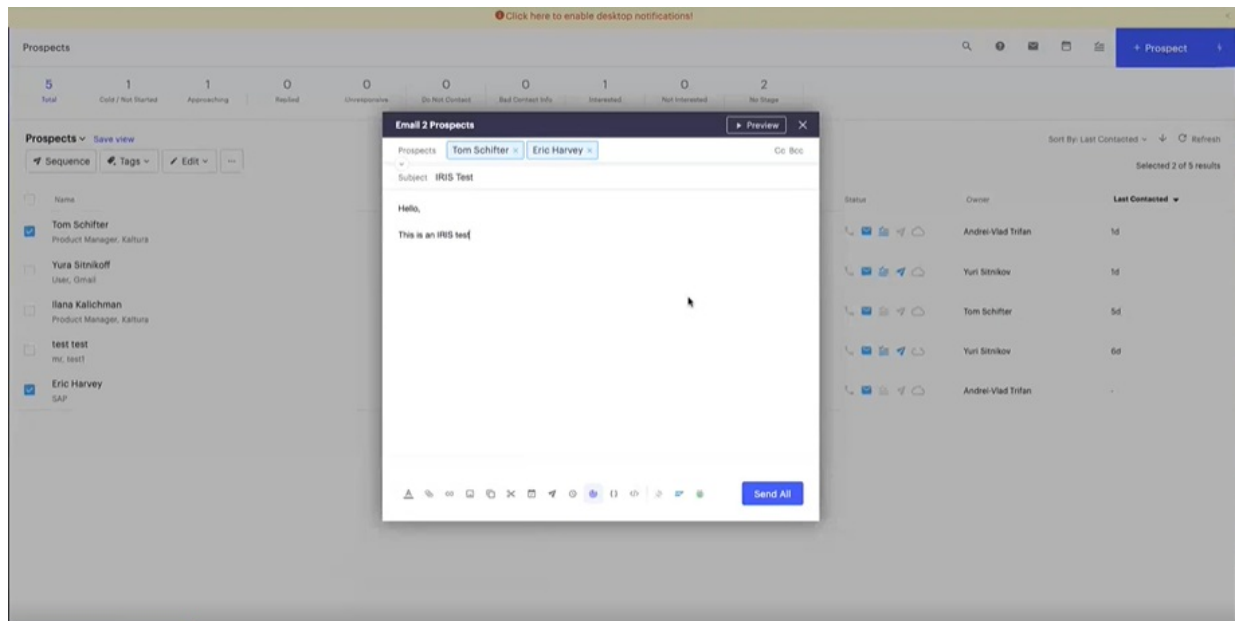 Click here to enable desktop notifications!
Prospects
+ Prospect
5 1 1 0 0 0 0 1 0 2
Total Cold / Not Started Approaching Replied Unresponsive Do Not Contact Bad Contact Info Interested Not Interested No Stage
Email 2 Prospects
Preview
Prospects Tom Schifter Eric Harvey
Cc Bcc
Subject IRIS Test
Hello,
This is an IRIS test
Send All
Prospects Save view
Sort By: Last Contacted Refresh
Sequence Tags Edit
Selected 2 of 5 results
Name Status Owner Last Contacted
Tom Schifter Andrei-Vlad Trifan 1d
Product Manager, Kaltura
Yura Sitnikoff Yuri Sitnikov 1d
User, Gmail
Ilana Kalichman Tom Schifter 5d
Product Manager, Kaltura
test test Yuri Sitnikov 6d
mr, test1
Eric Harvey Andrei-Vlad Trifan -
SAP